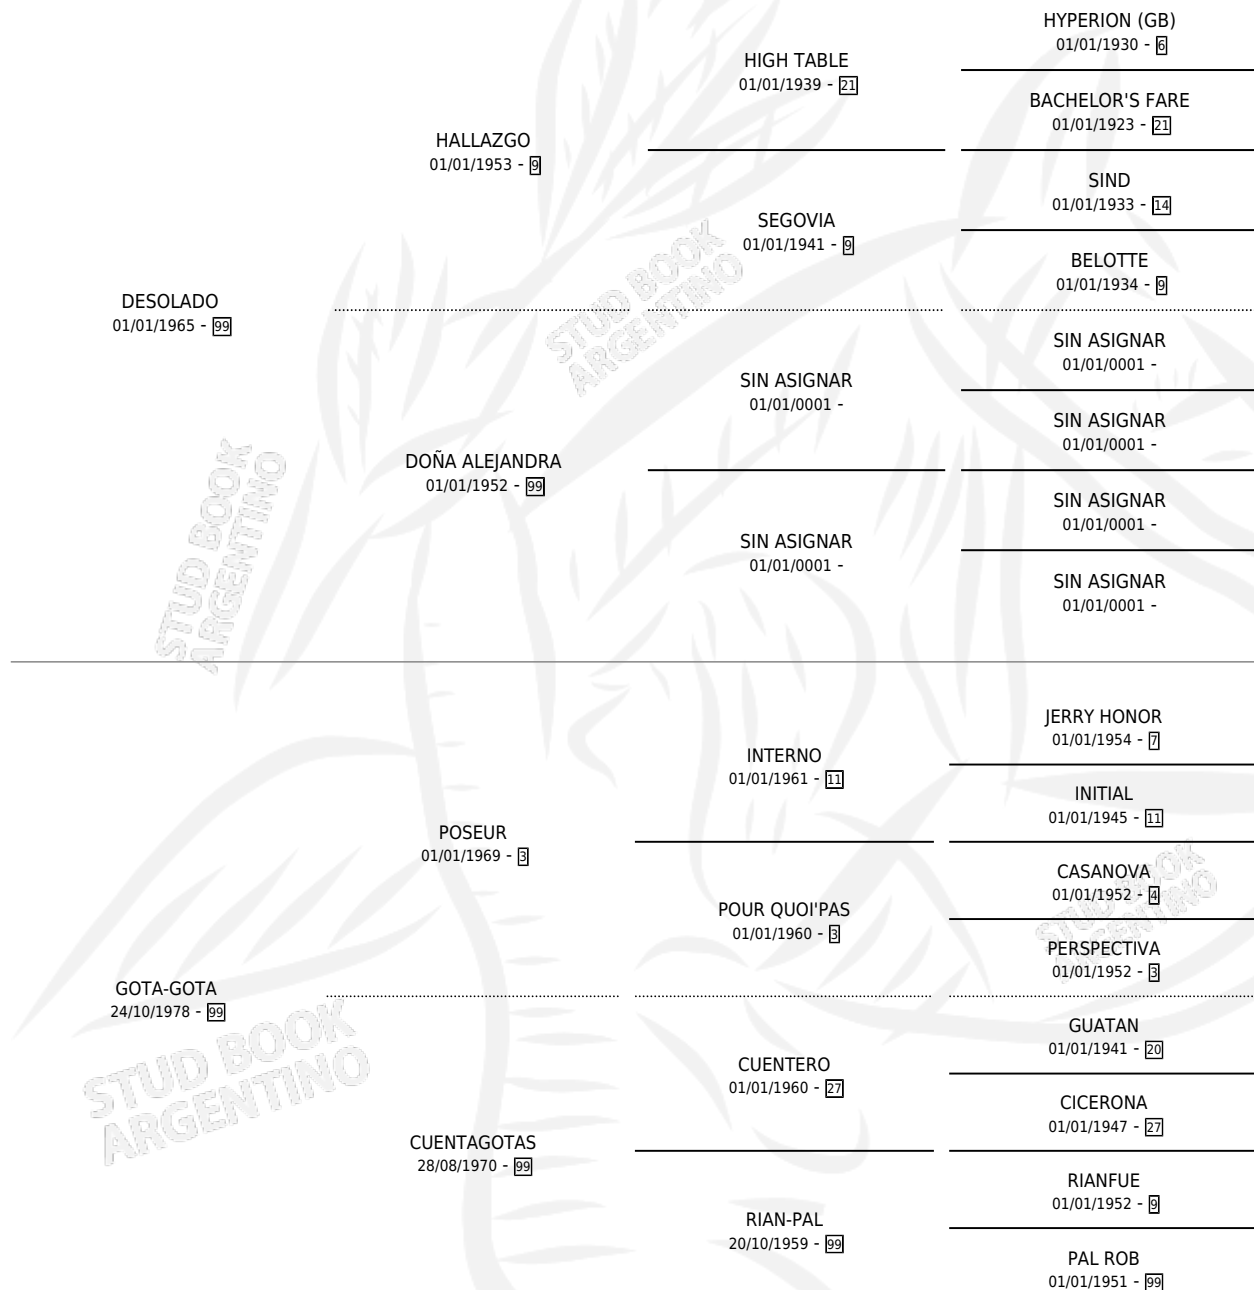 HYPERION (GB)
01/01/1930 - 6
HIGH TABLE
01/01/1939 - 21
BACHELOR'S FARE
01/01/1923 - 21
HALLAZGO
01/01/1953 - 9
SIND
01/01/1933 - 14
SEGOVIA
01/01/1941 - 9
BELOTTE
01/01/1934 - 9
DESOLADO
01/01/1965 - 99
SIN ASIGNAR
01/01/0001 -
SIN ASIGNAR
01/01/0001 -
SIN ASIGNAR
01/01/0001 -
DOÑA ALEJANDRA
01/01/1952 - 99
SIN ASIGNAR
01/01/0001 -
SIN ASIGNAR
01/01/0001 -
SIN ASIGNAR
01/01/0001 -
STUD BOOK
ARGENTINO
STUD BOOK
ARGENTINO
JERRY HONOR
01/01/1954 - 7
INTERNO
01/01/1961 - 11
INITIAL
01/01/1945 - 11
POSEUR
01/01/1969 - 3
CASANOVA
01/01/1952 - 4
POUR QUOI'PAS
01/01/1960 - 3
PERSPECTIVA
01/01/1952 - 3
STUD BOOK
ARGENTINO
GOTA-GOTA
24/10/1978 - 99
GUATAN
01/01/1941 - 20
CUENTERO
01/01/1960 - 27
CICERONA
01/01/1947 - 27
CUENTAGOTAS
28/08/1970 - 99
RIANFUE
01/01/1952 - 9
RIAN-PAL
20/10/1959 - 99
PAL ROB
01/01/1951 - 99
STUD BOOK
ARGENTINO